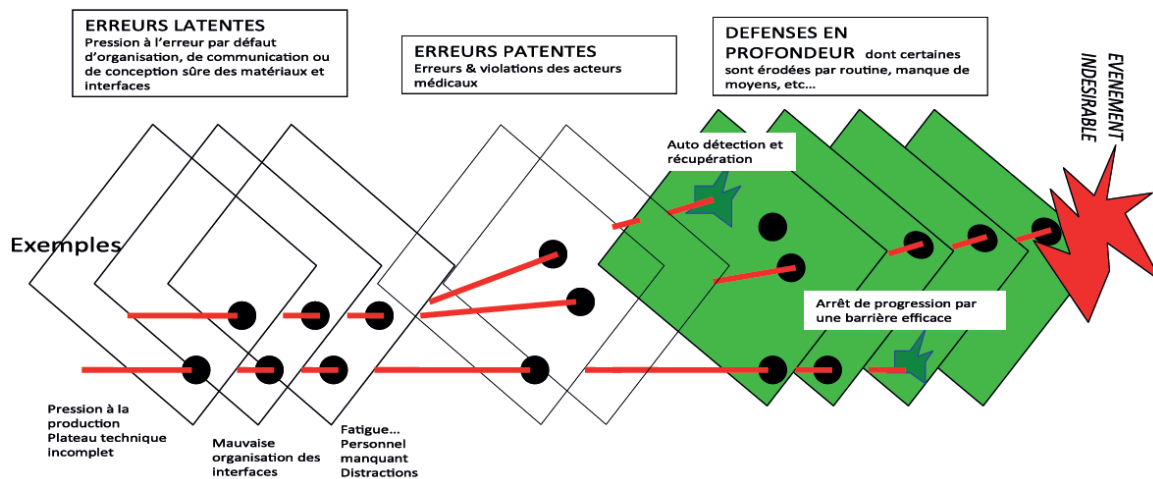 ERREURS LATENTES
Pression à l’erreur par défaut
d’organisation, de communication ou
de conception sûre des matériaux et
interfaces
ERREURS PATENTES
Erreurs & violations des acteurs
médicaux
DEFENSES EN
PROFONDEUR dont certaines
sont érodées par routine, manque de
moyens, etc...
EVENEMENT
INDESIRABLE
Auto détection et
récupération
Exemples
Arrêt de progression par
une barrière efficace
Pression à la
production
Plateau technique
incomplet
Mauvaise
organisation des
interfaces
Fatigue...
Personnel
manquant
Distractions